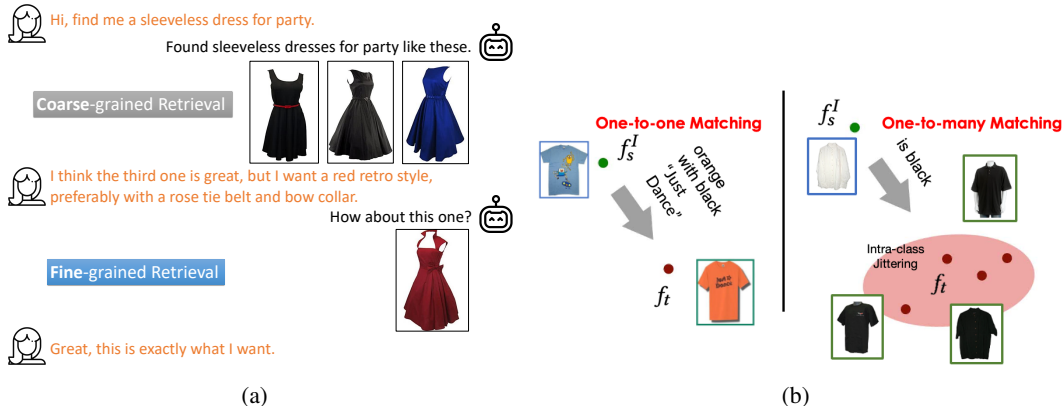 Hi, find me a sleeveless dress for party.
Found sleeveless dresses for party like these.
Coarse-grained Retrieval
I think the third one is great, but I want a red retro style,
preferably with a rose tie belt and bow collar.
How about this one?
Fine-grained Retrieval
Great, this is exactly what I want.
(a)
One-to-one Matching
f_s^I
orange
with black
"Just
Dance"
f_t
Just
Dance
f_s^I
One-to-many Matching
is black
Intra-class
Jittering
f_t
(b)